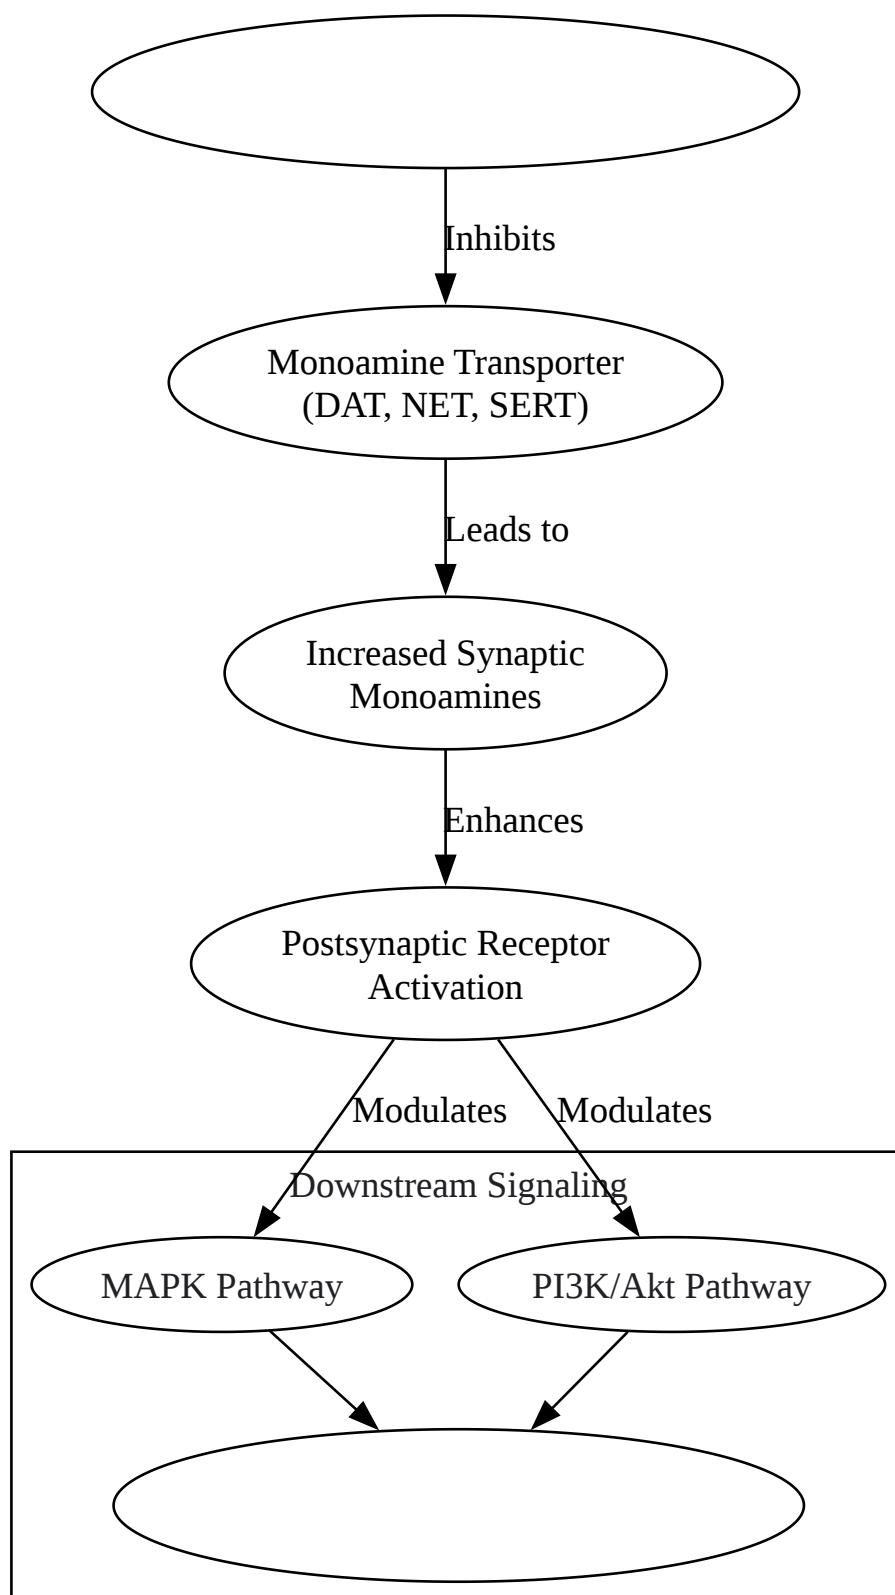 Inhibits
Monoamine Transporter
(DAT, NET, SERT)
Leads to
Increased Synaptic
Monoamines
Enhances
Postsynaptic Receptor
Activation
Modulates
Modulates
Downstream Signaling
MAPK Pathway
PI3K/Akt Pathway